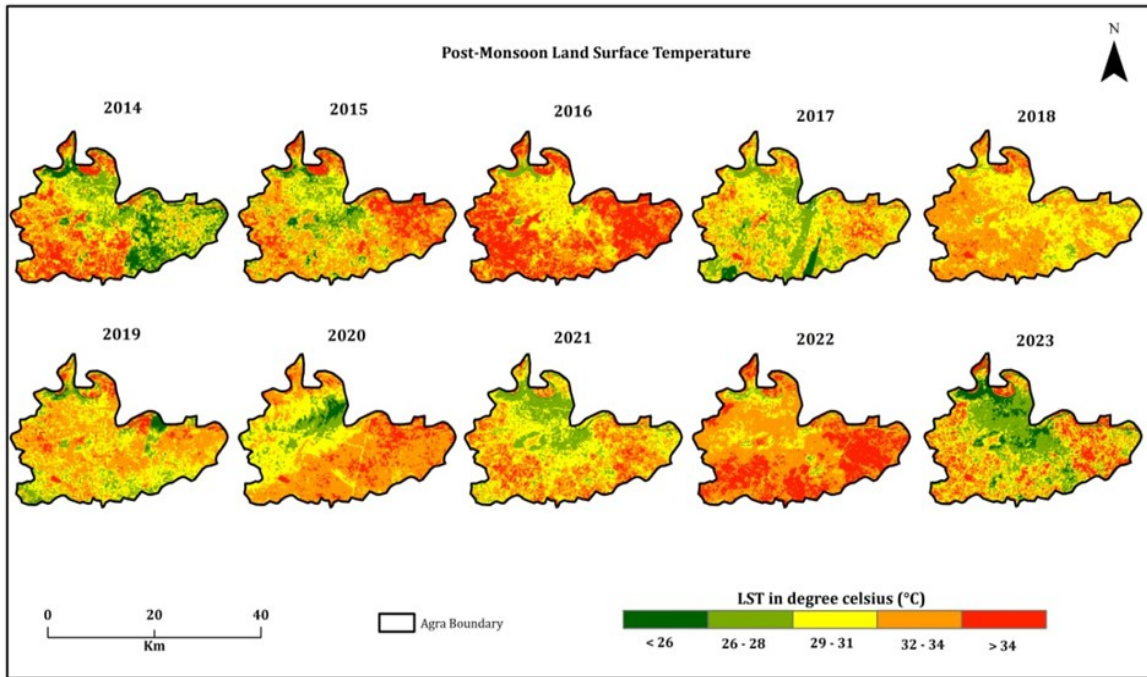 N
Post-Monsoon Land Surface Temperature
2014 2015 2016 2017 2018
2019 2020 2021 2022 2023
0 20 40
Km
Agra Boundary
LST in degree celsius (°C)
< 26 26 - 28 29 - 31 32 - 34 > 34